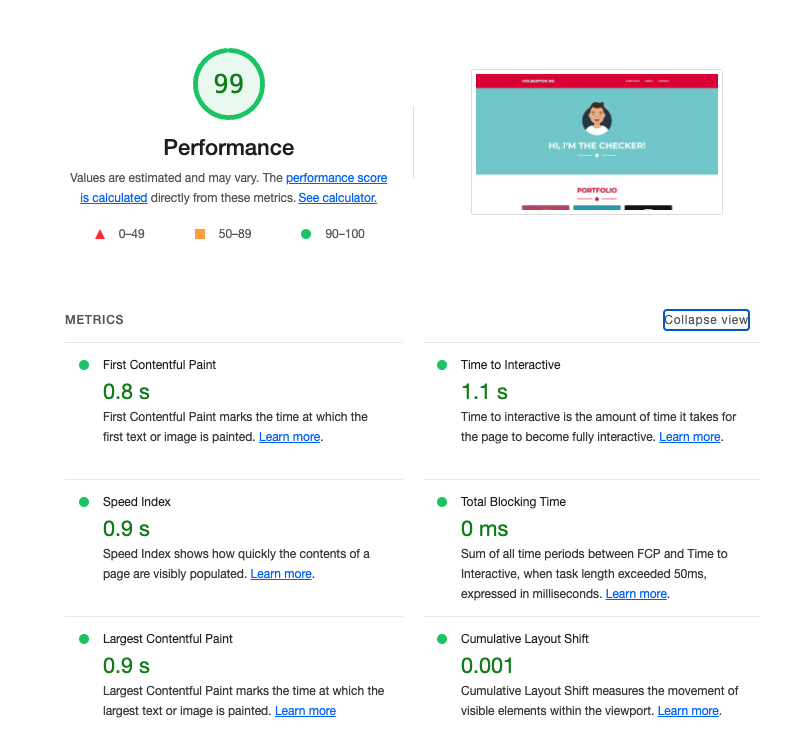 99
Performance
Values are estimated and may vary. The performance score
is calculated directly from these metrics. See calculator.
0–49
50–89
90–100
HI, I'M THE CHECKER!
PORTFOLIO
METRICS
Collapse view
First Contentful Paint
0.8 s
First Contentful Paint marks the time at which the
first text or image is painted. Learn more.
Time to Interactive
1.1 s
Time to interactive is the amount of time it takes for
the page to become fully interactive. Learn more.
Speed Index
0.9 s
Speed Index shows how quickly the contents of a
page are visibly populated. Learn more.
Total Blocking Time
0 ms
Sum of all time periods between FCP and Time to
Interactive, when task length exceeded 50ms,
expressed in milliseconds. Learn more.
Largest Contentful Paint
0.9 s
Largest Contentful Paint marks the time at which the
largest text or image is painted. Learn more
Cumulative Layout Shift
0.001
Cumulative Layout Shift measures the movement of
visible elements within the viewport. Learn more.